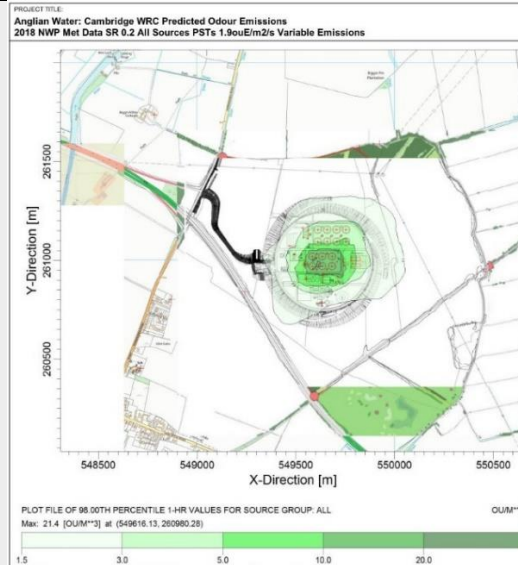 PROJECT TITLE:
Anglian Water: Cambridge WRC Predicted Odour Emissions
2018 NWP Met Data SR 0.2 All Sources PSTs 1.9ouE/m2/s Variable Emissions
Y-Direction [m]
261500
261000
260500
548500 549000 549500 550000 550500
X-Direction [m]
PLOT FILE OF 98.00TH PERCENTILE 1-HR VALUES FOR SOURCE GROUP: ALL
OU/M**
Max: 21.4 [OU/M**3] at (549616.13, 260980.28)
1.5 3.0 5.0 10.0 20.0